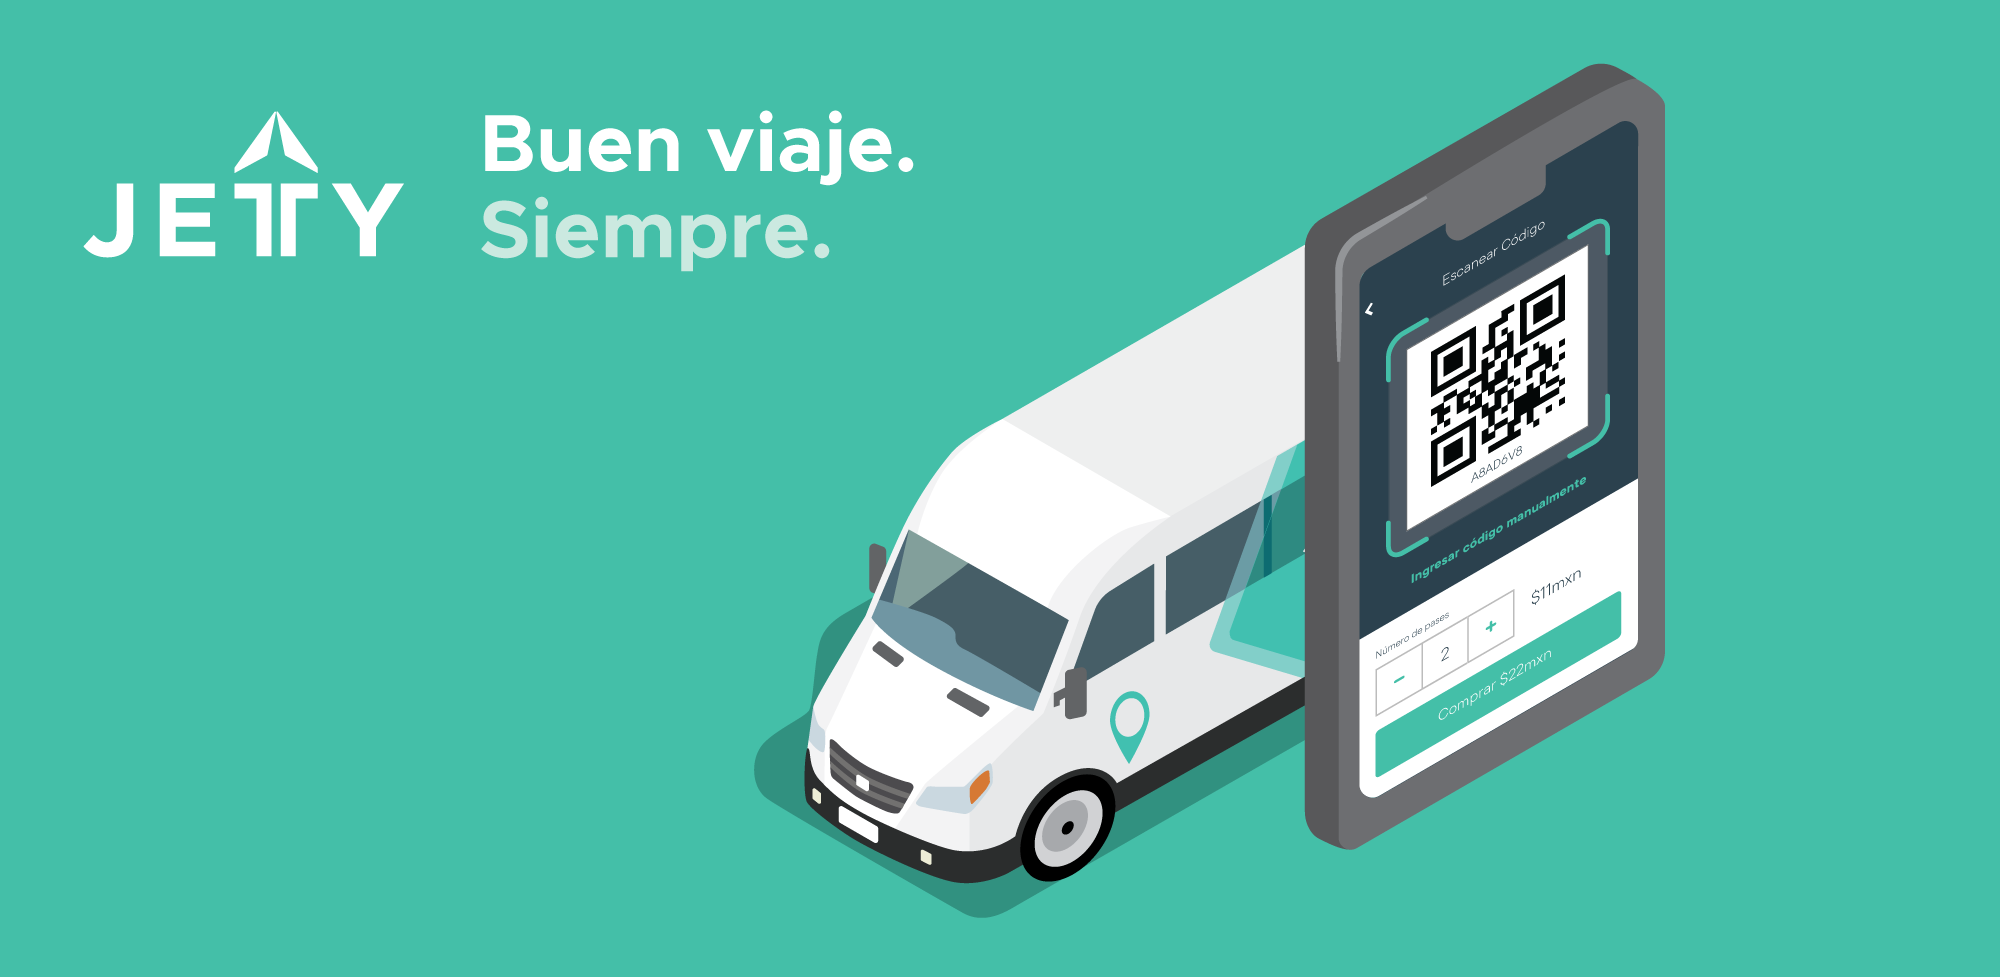 JETTY
Buen viaje.
Siempre.
Escanear Código
A8AD6V8
Ingresar código manualmente
Número de pases
$11mxn
- 2 +
Comprar $22mxn